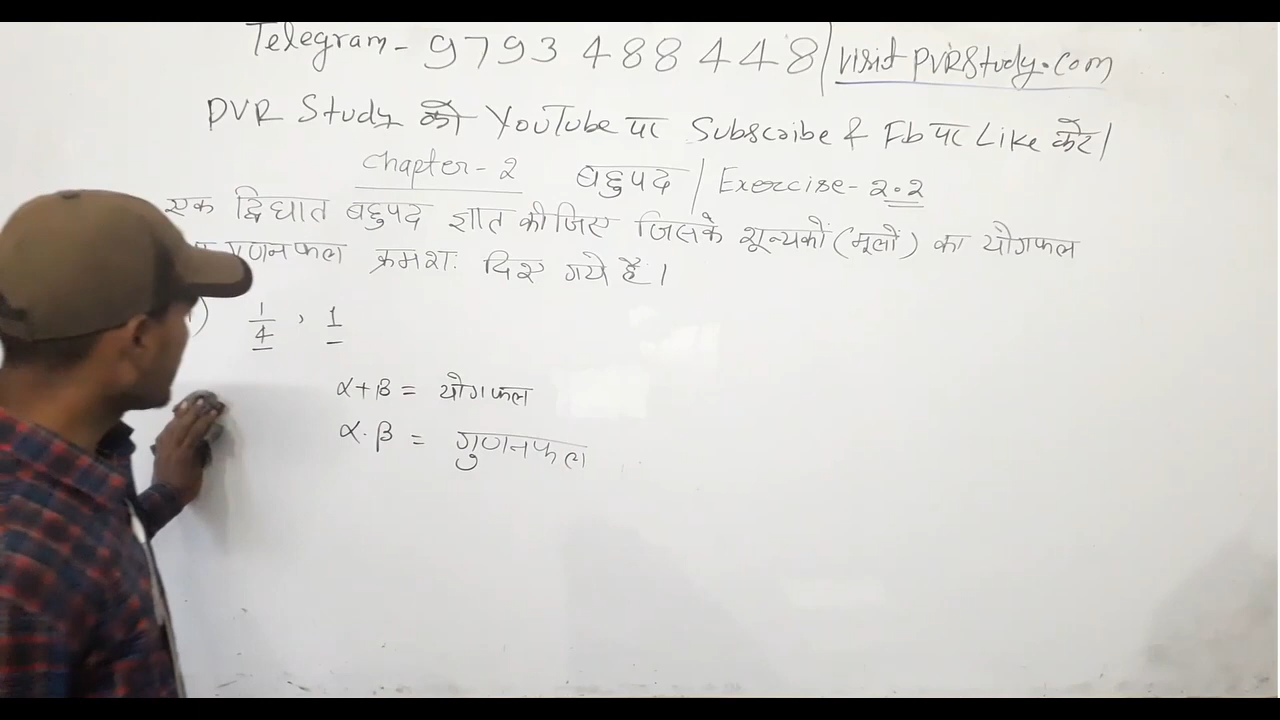 Telegram - 9793 488 448 / visit PVRStudy.com
PVR Study को YouTube पर Subscribe & Fb पर Like करें।
Chapter - 2 बहुपद / Exercise - 2.2
एक द्विघात बहुपद ज्ञात कीजिए जिसके शून्यकों (मूलों) का योगफल
गुणनफल क्रमशः दिए गये हैं।
) 1/4 , 1
α+β = योगफल
α.β = गुणनफल